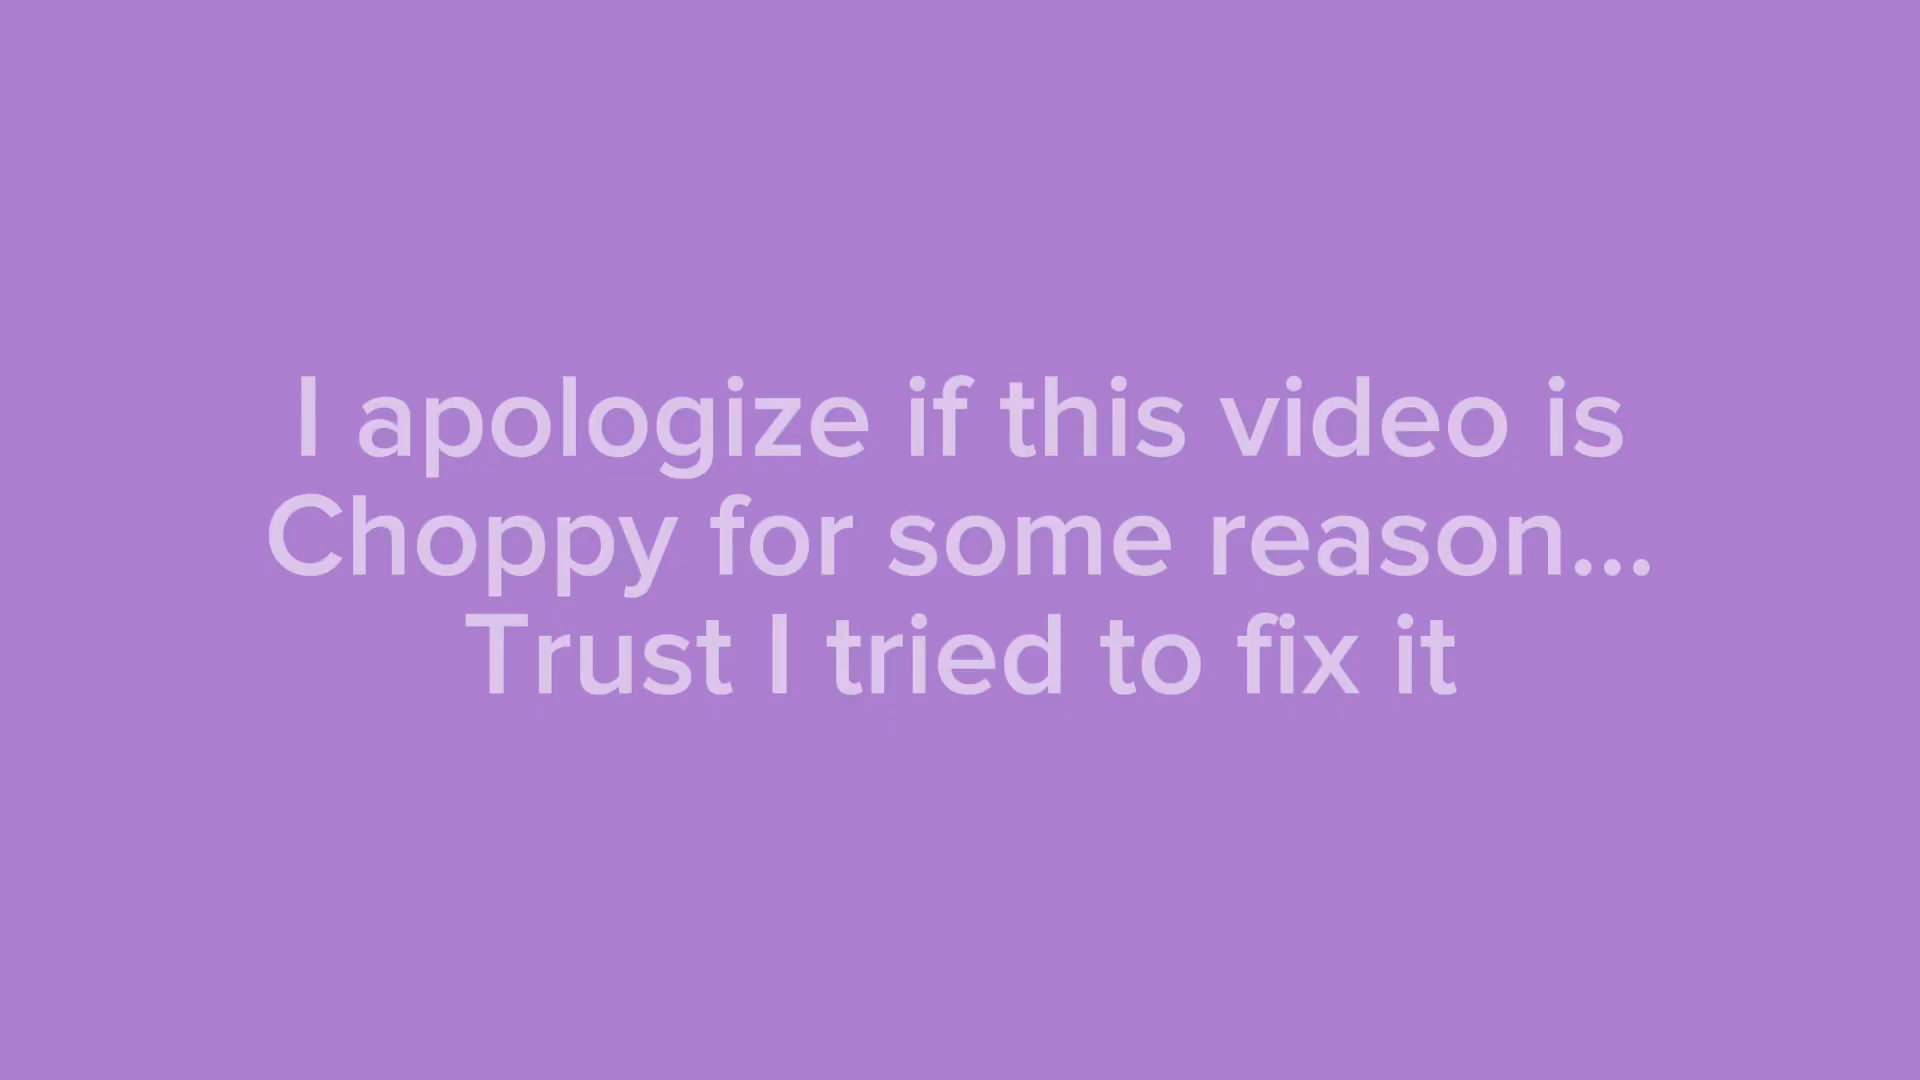 I apologize if this video is
Choppy for some reason...
Trust I tried to fix it